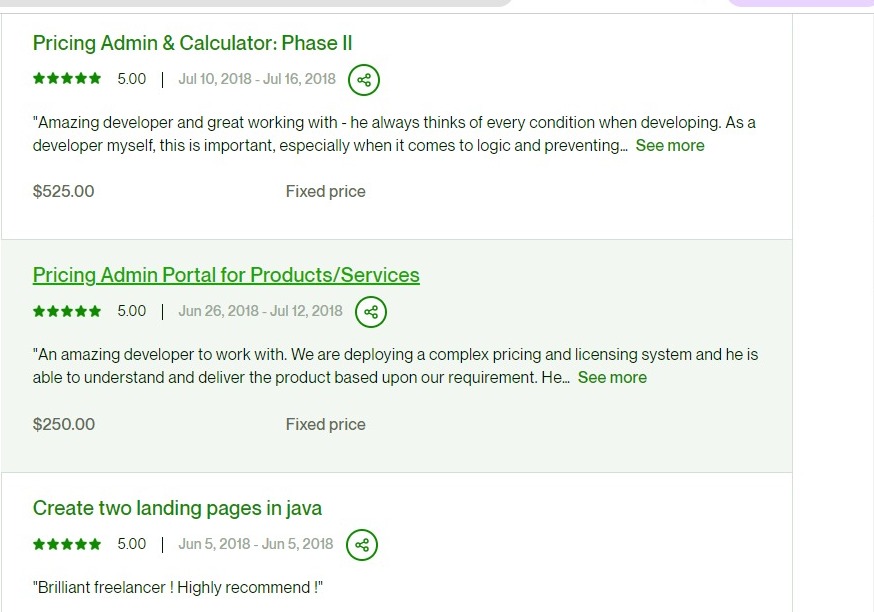 Pricing Admin & Calculator: Phase II
5.00 | Jul 10, 2018 - Jul 16, 2018
"Amazing developer and great working with - he always thinks of every condition when developing. As a
developer myself, this is important, especially when it comes to logic and preventing... See more
$525.00 Fixed price
Pricing Admin Portal for Products/Services
5.00 | Jun 26, 2018 - Jul 12, 2018
"An amazing developer to work with. We are deploying a complex pricing and licensing system and he is
able to understand and deliver the product based upon our requirement. He... See more
$250.00 Fixed price
Create two landing pages in java
5.00 | Jun 5, 2018 - Jun 5, 2018
"Brilliant freelancer ! Highly recommend !"